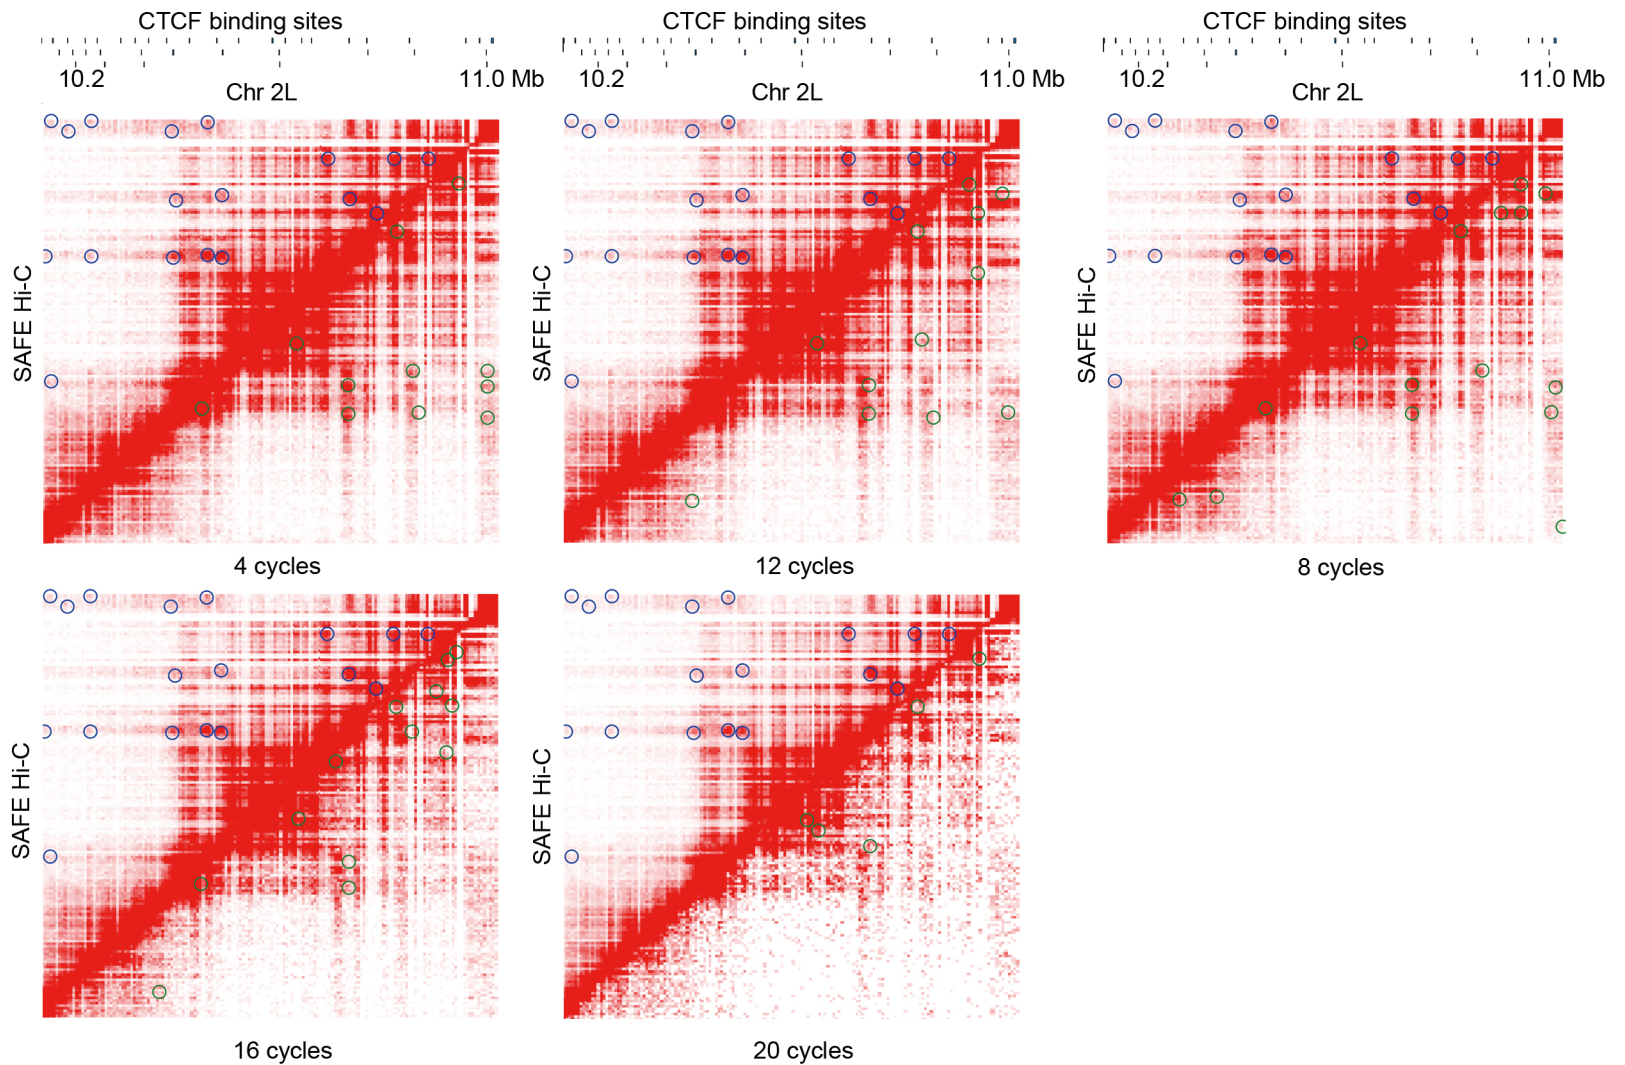 CTCF binding sites
10.2
11.0 Mb
Chr 2L
SAFE Hi-C
4 cycles
CTCF binding sites
10.2
11.0 Mb
Chr 2L
SAFE Hi-C
12 cycles
CTCF binding sites
10.2
11.0 Mb
Chr 2L
SAFE Hi-C
8 cycles
SAFE Hi-C
16 cycles
SAFE Hi-C
20 cycles